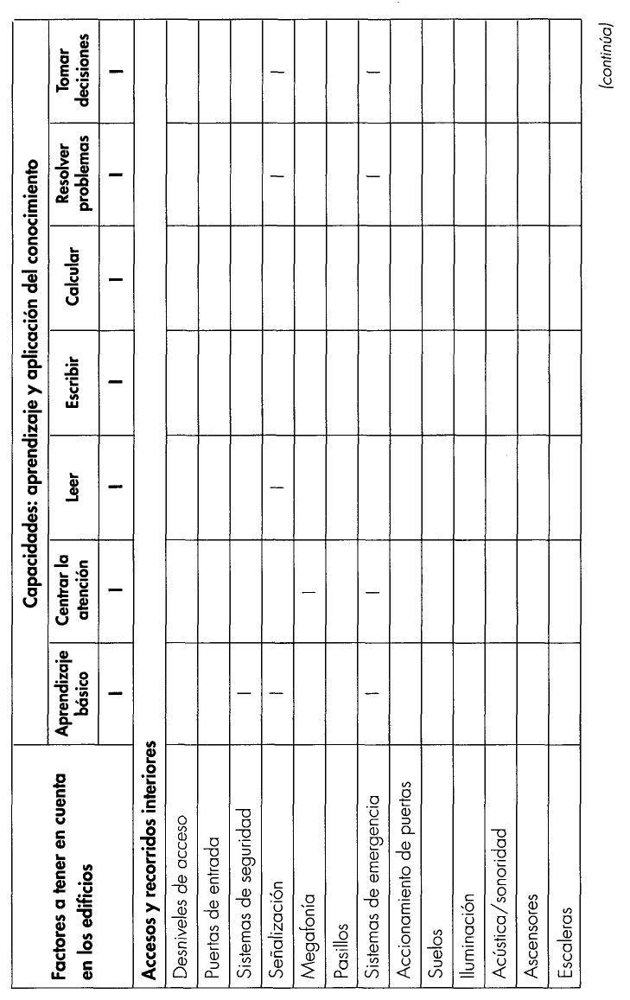 Factores a tener en cuenta
en los edificios
Capacidades: aprendizaje y aplicación del conocimiento
Aprendizaje
básico
Centrar la
atención
Leer
Escribir
Calcular
Resolver
problemas
Tomar
decisiones
I I I I I I I
Accesos y recorridos interiores
Desniveles de acceso
Puertas de entrada
Sistemas de seguridad I
Señalización I I I I
Megafonía I
Pasillos
Sistemas de emergencia I I I I
Accionamiento de puertas
Suelos
Iluminación
Acústica/sonoridad
Ascensores
Escaleras
(continúa)